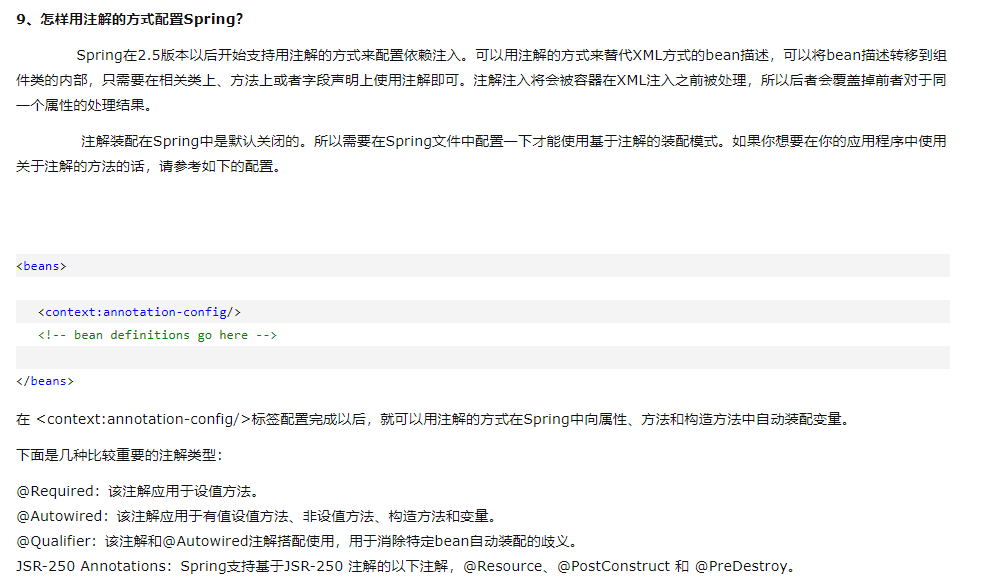 9、怎样用注解的方式配置Spring?
Spring在2.5版本以后开始支持用注解的方式来配置依赖注入。可以用注解的方式来替代XML方式的bean描述，可以将bean描述转移到组
件类的内部，只需要在相关类上、方法上或者字段声明上使用注解即可。注解注入将会被容器在XML注入之前被处理，所以后者会覆盖掉前者对于同
一个属性的处理结果。
注解装配在Spring中是默认关闭的。所以需要在Spring文件中配置一下才能使用基于注解的装配模式。如果你想要在你的应用程序中使用
关于注解的方法的话，请参考如下的配置。
<beans>
<context:annotation-config/>
<!-- bean definitions go here -->
</beans>
在 <context:annotation-config/>标签配置完成以后，就可以用注解的方式在Spring中向属性、方法和构造方法中自动装配变量。
下面是几种比较重要的注解类型：
@Required：该注解应用于设值方法。
@Autowired：该注解应用于有值设值方法、非设值方法、构造方法和变量。
@Qualifier：该注解和@Autowired注解搭配使用，用于消除特定bean自动装配的歧义。
JSR-250 Annotations：Spring支持基于JSR-250 注解的以下注解，@Resource、@PostConstruct 和 @PreDestroy。